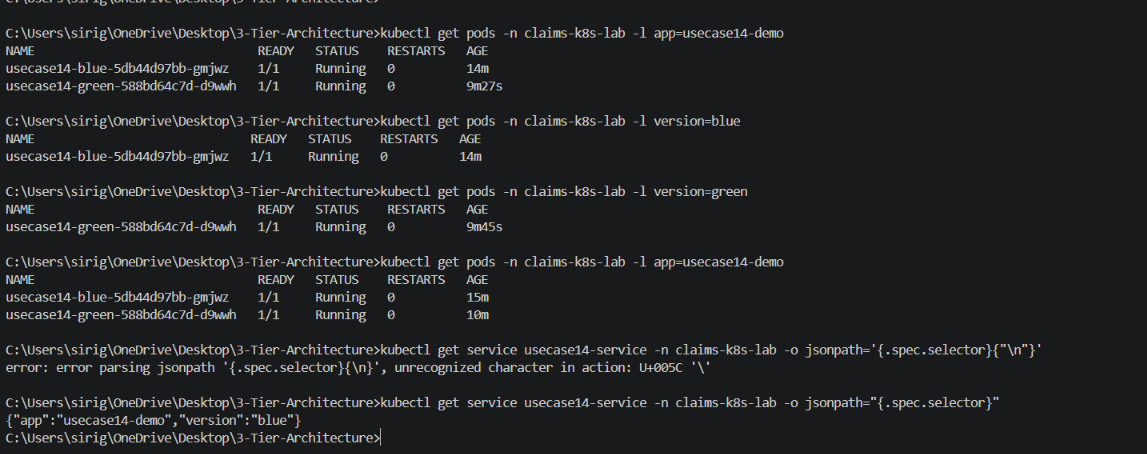 C:\Users\sirig\OneDrive\Desktop\3-Tier-Architecture>
C:\Users\sirig\OneDrive\Desktop\3-Tier-Architecture>kubectl get pods -n claims-k8s-lab -l app=usecase14-demo
NAME READY STATUS RESTARTS AGE
usecase14-blue-5db44d97bb-gmjwz 1/1 Running 0 14m
usecase14-green-588bd64c7d-d9wwh 1/1 Running 0 9m27s
C:\Users\sirig\OneDrive\Desktop\3-Tier-Architecture>kubectl get pods -n claims-k8s-lab -l version=blue
NAME READY STATUS RESTARTS AGE
usecase14-blue-5db44d97bb-gmjwz 1/1 Running 0 14m
C:\Users\sirig\OneDrive\Desktop\3-Tier-Architecture>kubectl get pods -n claims-k8s-lab -l version=green
NAME READY STATUS RESTARTS AGE
usecase14-green-588bd64c7d-d9wwh 1/1 Running 0 9m45s
C:\Users\sirig\OneDrive\Desktop\3-Tier-Architecture>kubectl get pods -n claims-k8s-lab -l app=usecase14-demo
NAME READY STATUS RESTARTS AGE
usecase14-blue-5db44d97bb-gmjwz 1/1 Running 0 15m
usecase14-green-588bd64c7d-d9wwh 1/1 Running 0 10m
C:\Users\sirig\OneDrive\Desktop\3-Tier-Architecture>kubectl get service usecase14-service -n claims-k8s-lab -o jsonpath='{.spec.selector}{"\n"}'
error: error parsing jsonpath '{.spec.selector}{\n}', unrecognized character in action: U+005C '\'
C:\Users\sirig\OneDrive\Desktop\3-Tier-Architecture>kubectl get service usecase14-service -n claims-k8s-lab -o jsonpath="{.spec.selector}"
{"app":"usecase14-demo","version":"blue"}
C:\Users\sirig\OneDrive\Desktop\3-Tier-Architecture>